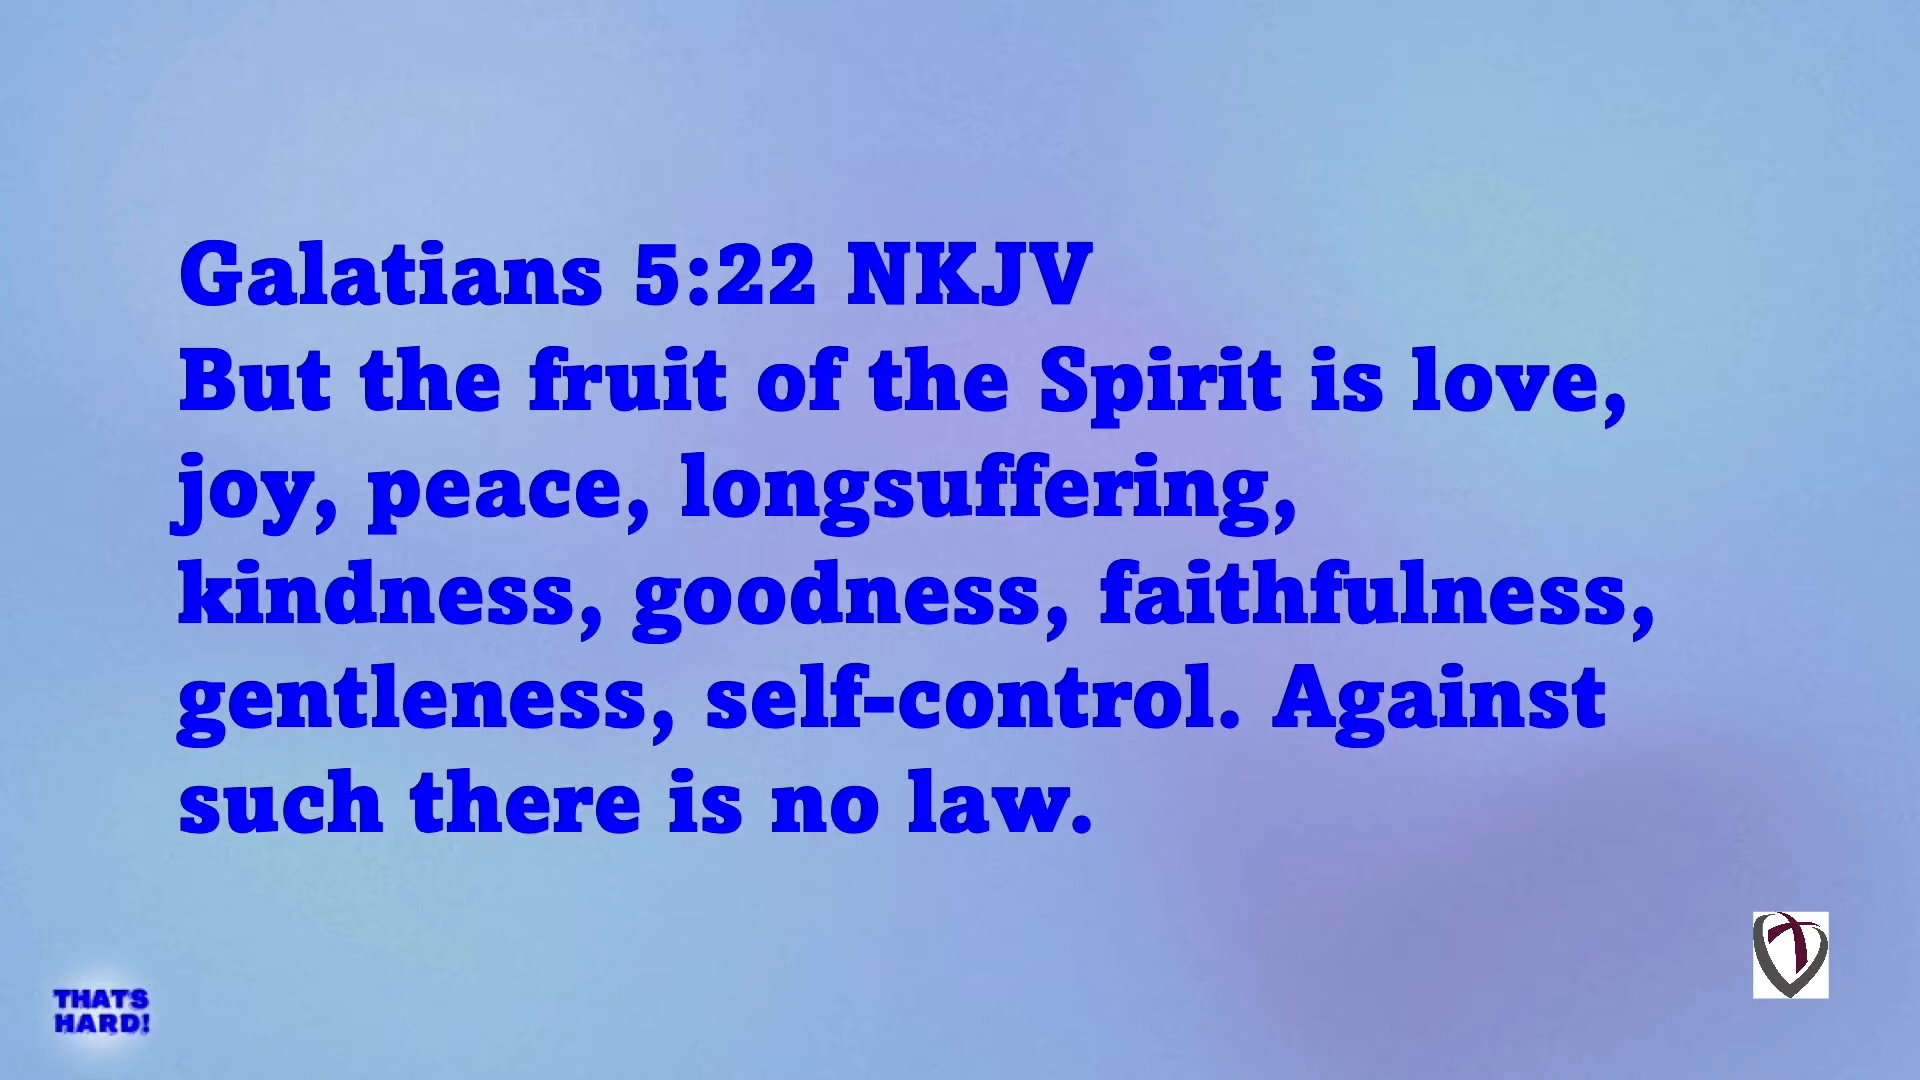 Galatians 5:22 NKJV
But the fruit of the Spirit is love,
joy, peace, longsuffering,
kindness, goodness, faithfulness,
gentleness, self-control. Against
such there is no law.
THATS
HARD!